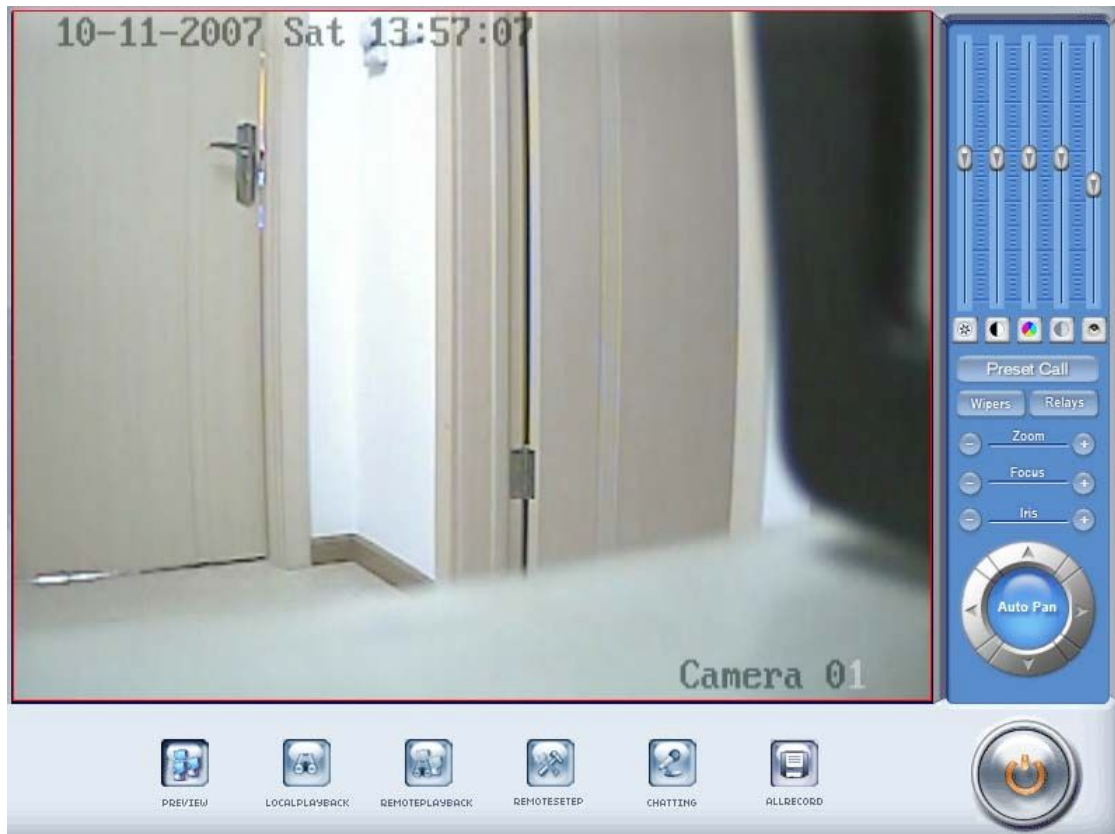 10-11-2007 Sat 13:57:07
Camera 01
Preset Call
Wipers Relays
Zoom
Focus
Iris
Auto Pan
PREVIEW LOCALPLAYBACK REMOTEPLAYBACK REMOTESETEP CHATTING ALLRECORD